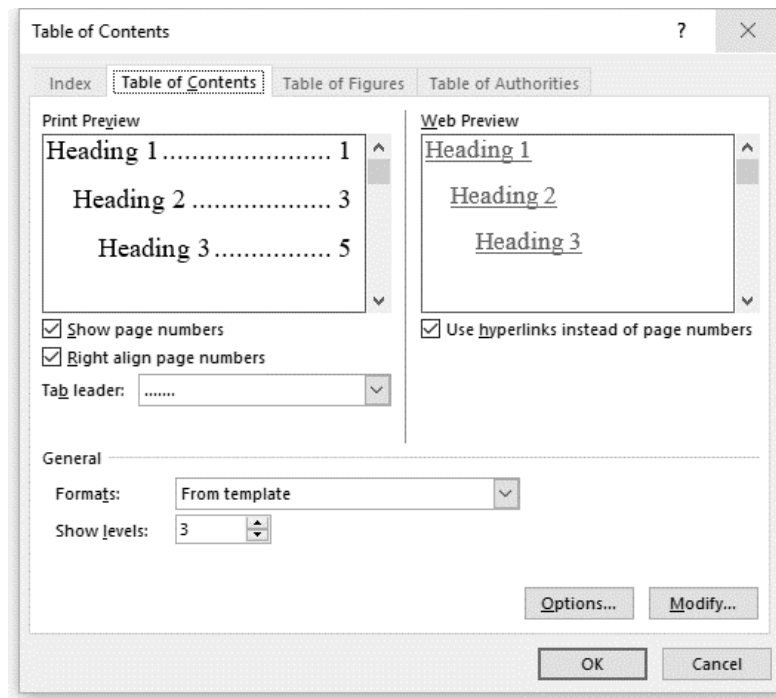 Table of Contents ?
Index Table of Contents Table of Figures Table of Authorities
Print Preview
Heading 1........................ 1
Heading 2 .................... 3
Heading 3................. 5
Show page numbers
Right align page numbers
Tab leader: .......
Web Preview
Heading 1
Heading 2
Heading 3
Use hyperlinks instead of page numbers
General
Formats: From template
Show levels: 3
Options... Modify...
OK Cancel